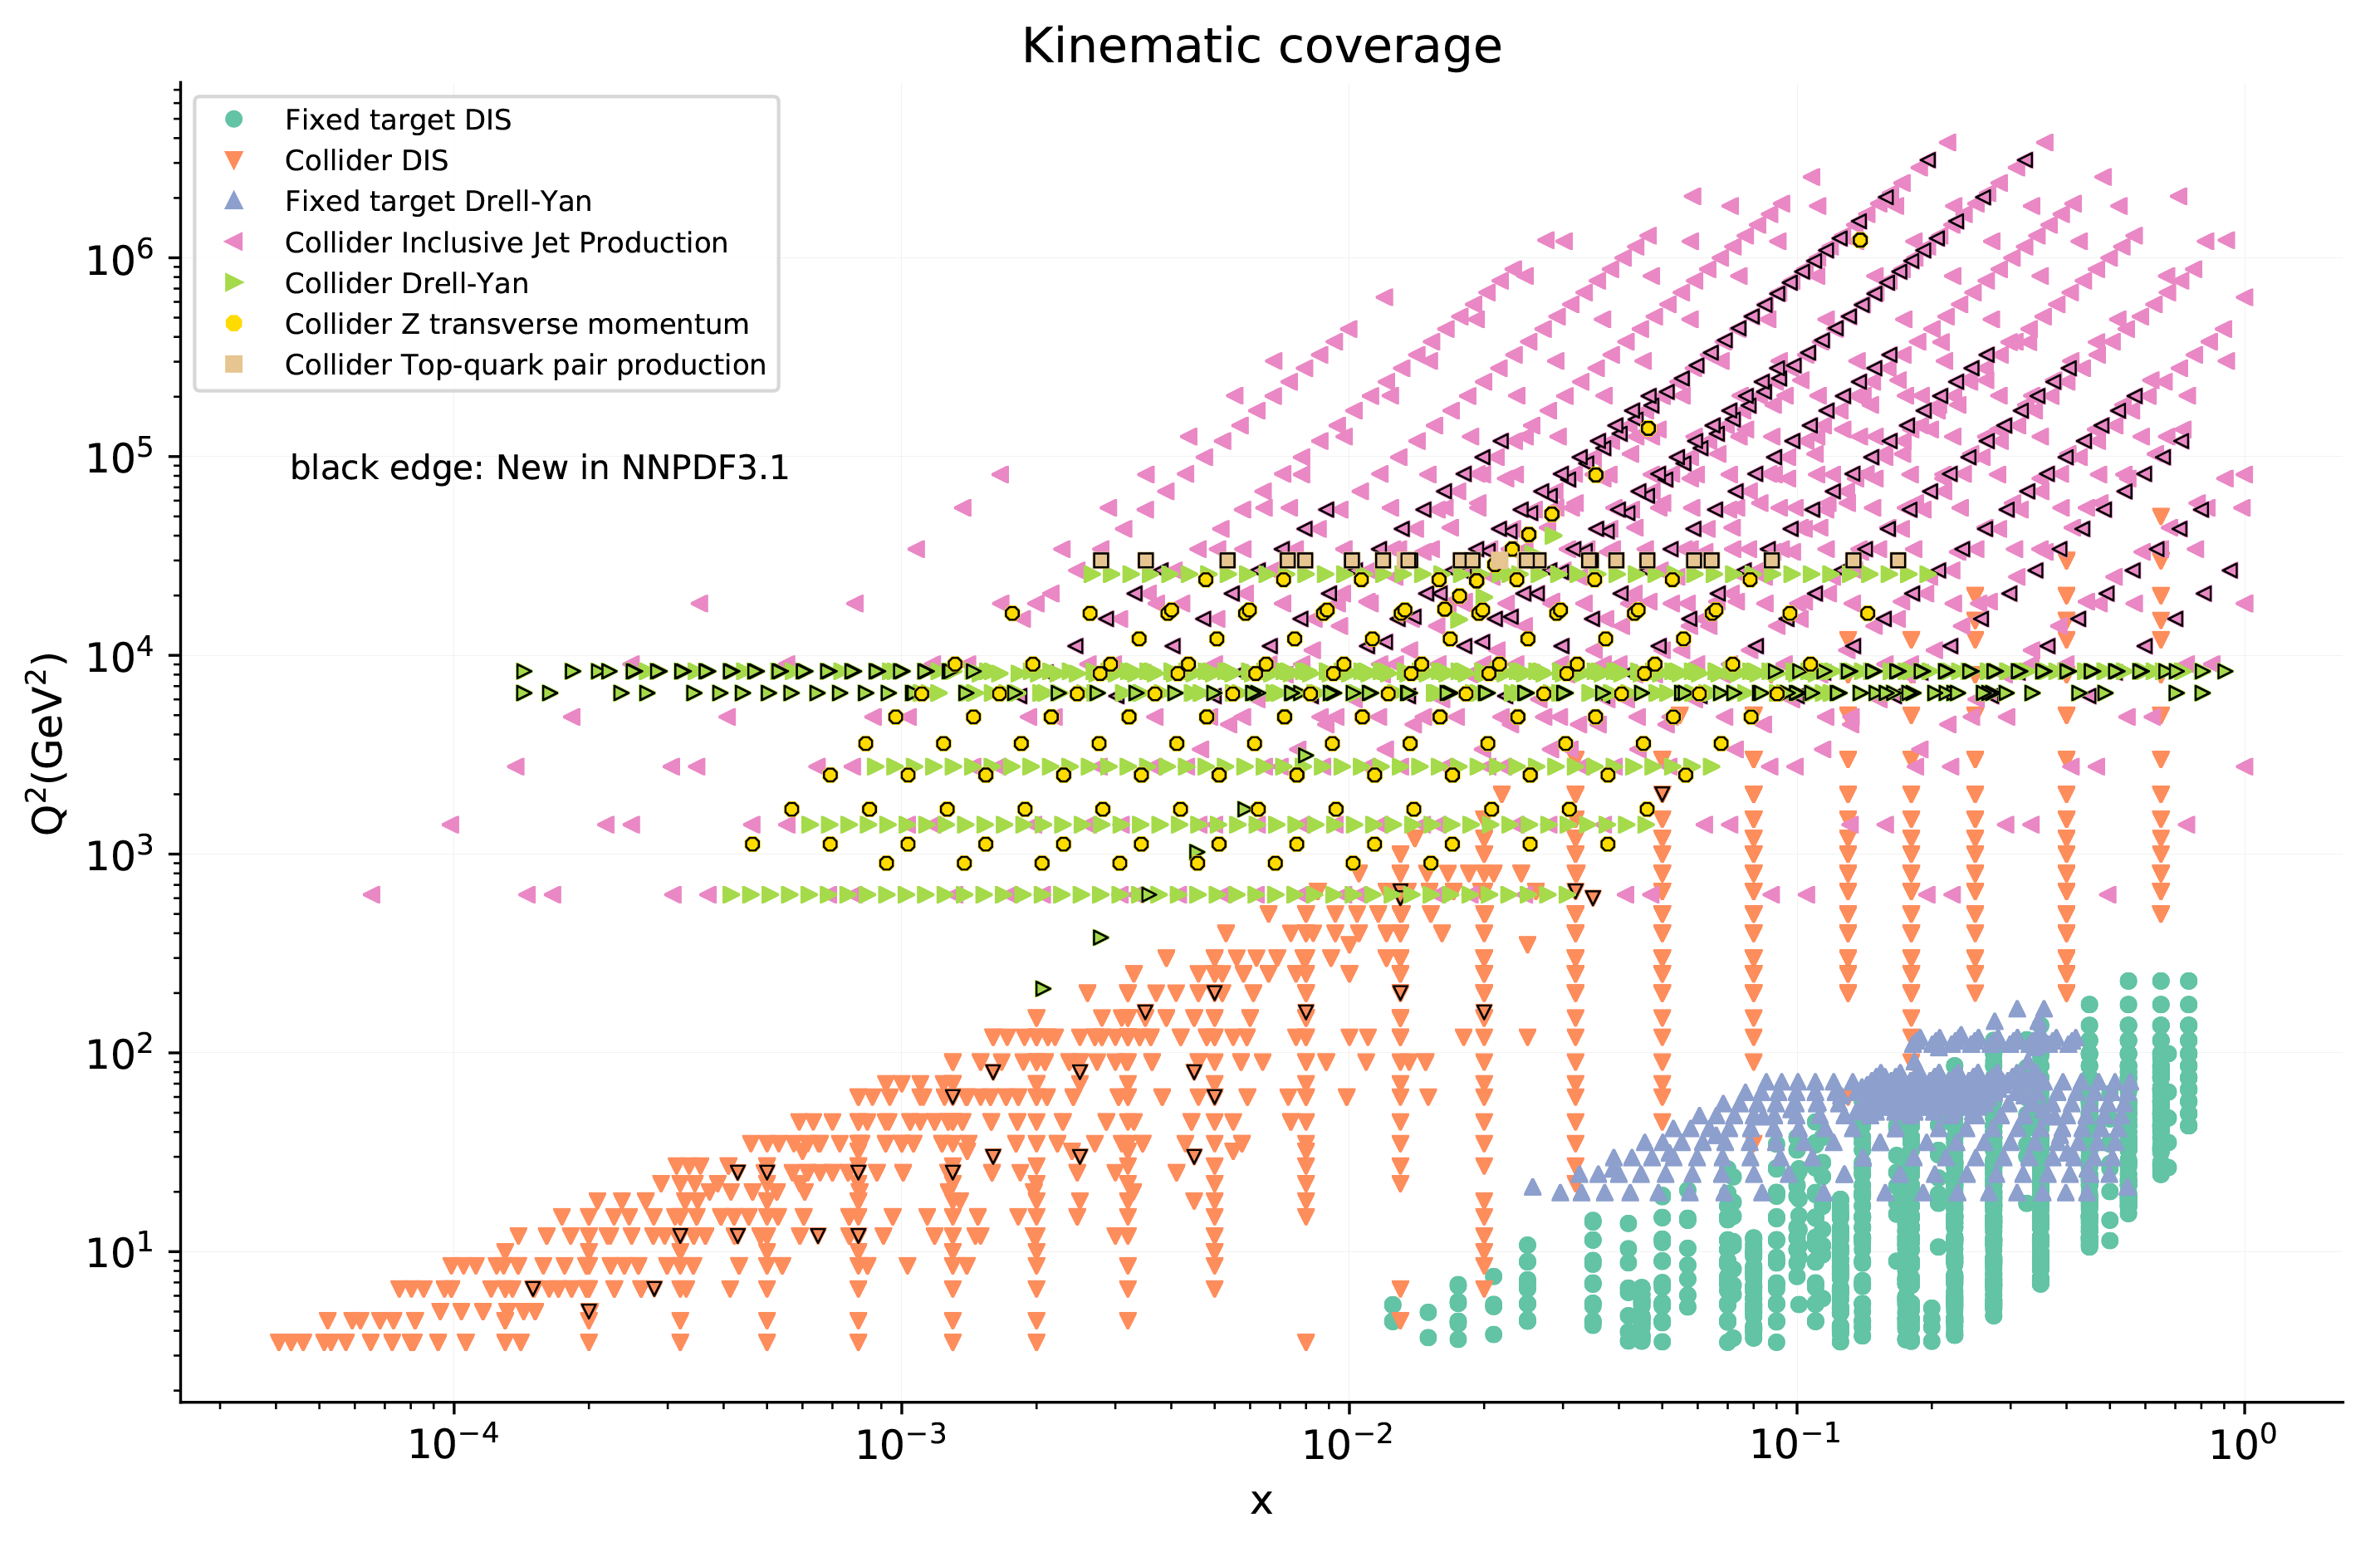 Kinematic coverage
Fixed target DIS
Collider DIS
Fixed target Drell-Yan
Collider Inclusive Jet Production
Collider Drell-Yan
Collider Z transverse momentum
Collider Top-quark pair production
black edge: New in NNPDF3.1
Q²(GeV²)
10⁶
10⁵
10⁴
10³
10²
10¹
10⁻⁴ 10⁻³ 10⁻² 10⁻¹ 10⁰
x